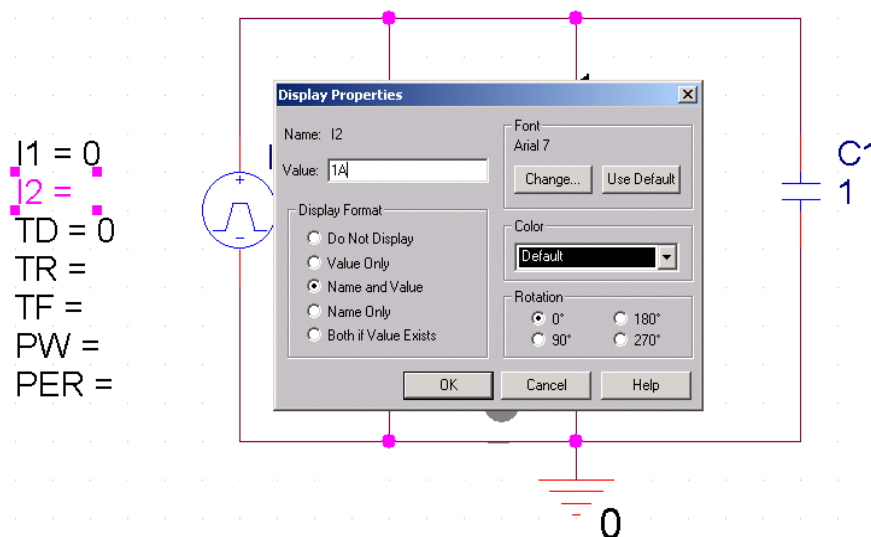 Display Properties
Name: I2
Value: 1A
Display Format
Do Not Display
Value Only
Name and Value
Name Only
Both if Value Exists
Font
Arial 7
Change...
Use Default
Color
Default
Rotation
0°
180°
90°
270°
OK
Cancel
Help
I1 = 0
I2 =
TD = 0
TR =
TF =
PW =
PER =
C1
1
0